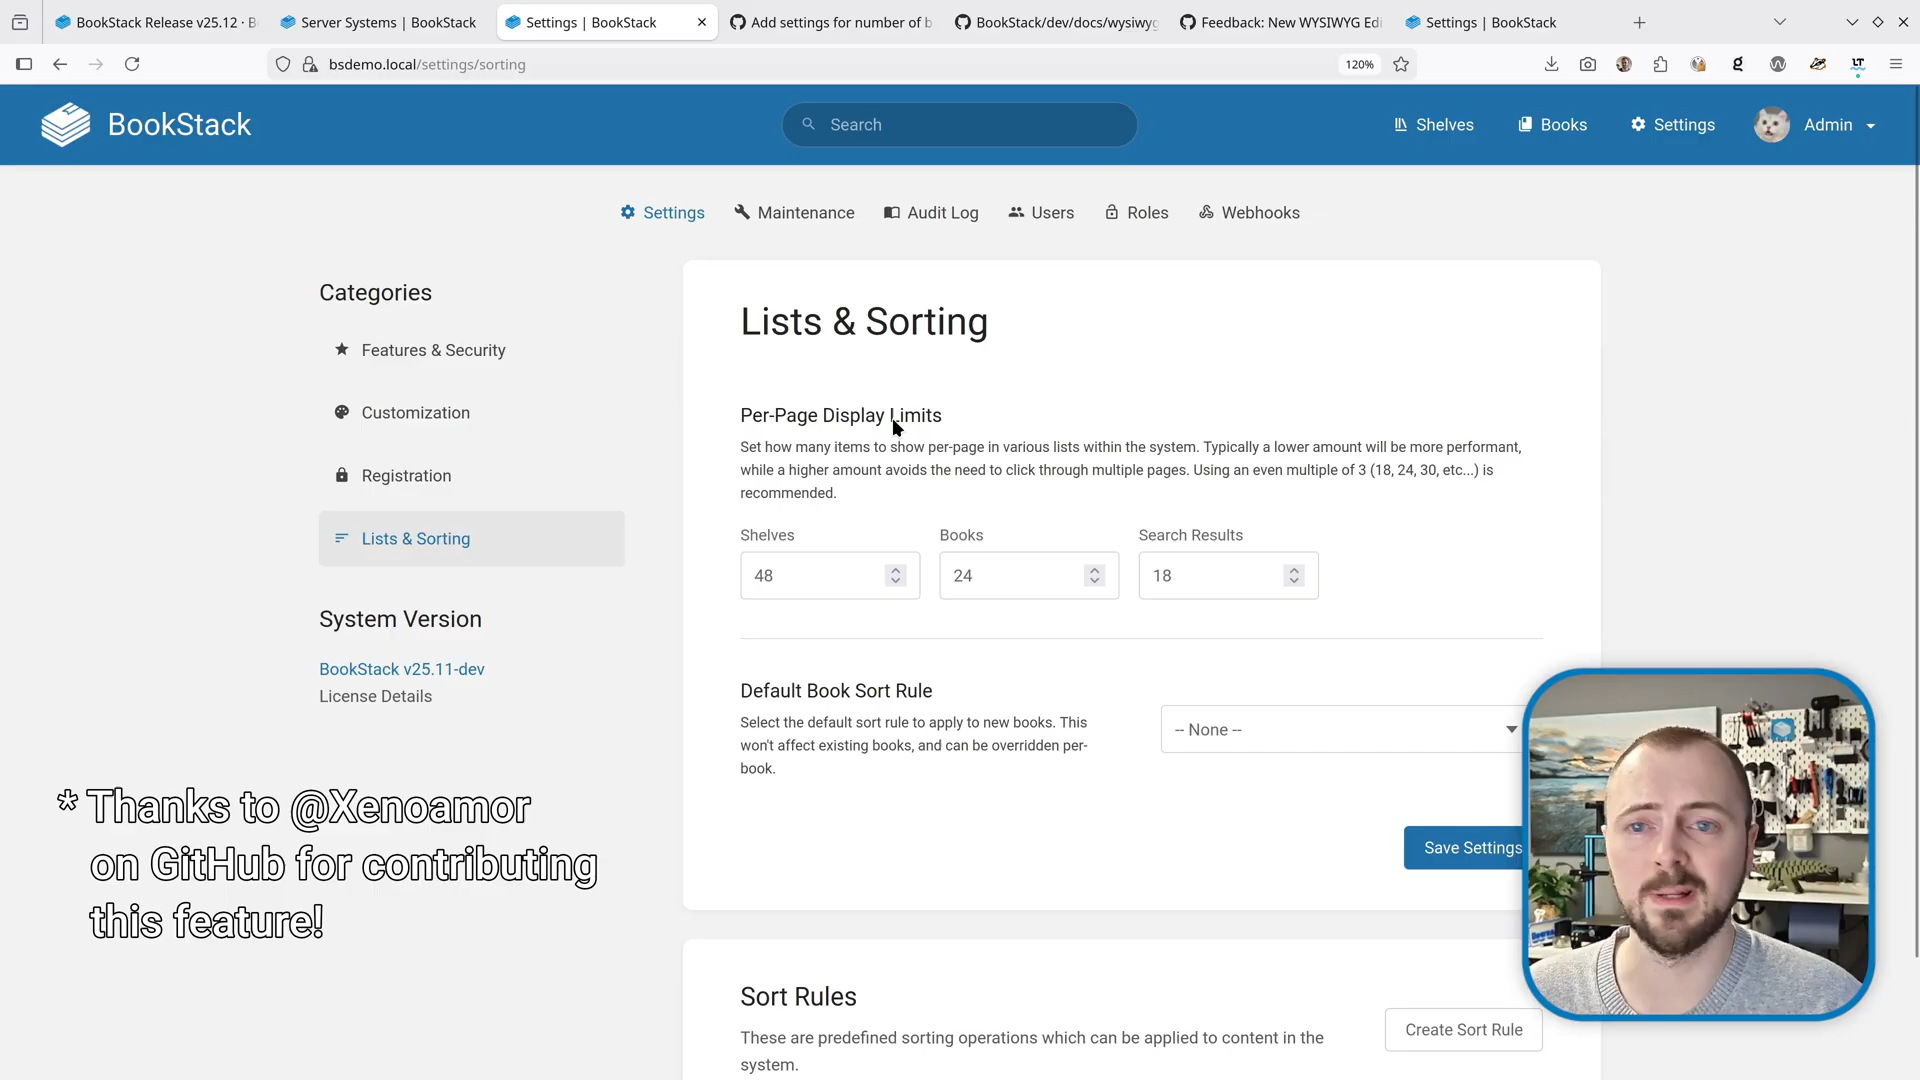 BookStack Release v25.12 · B
Server Systems | BookStack
Settings | BookStack
Add settings for number of b
BookStack/dev/docs/wysiwyg
Feedback: New WYSIWYG Edi
Settings | BookStack
bsdemo.local/settings/sorting
120%
BookStack
Search
Shelves
Books
Settings
Admin
Settings
Maintenance
Audit Log
Users
Roles
Webhooks
Categories
Features & Security
Customization
Registration
Lists & Sorting
System Version
BookStack v25.11-dev
License Details
Lists & Sorting
Per-Page Display Limits
Set how many items to show per-page in various lists within the system. Typically a lower amount will be more performant,
while a higher amount avoids the need to click through multiple pages. Using an even multiple of 3 (18, 24, 30, etc...) is
recommended.
Shelves
Books
Search Results
48
24
18
Default Book Sort Rule
Select the default sort rule to apply to new books. This
won't affect existing books, and can be overridden per-
book.
-- None --
Save Settings
Sort Rules
These are predefined sorting operations which can be applied to content in the
system.
Create Sort Rule
* Thanks to @Xenoamor
on GitHub for contributing
this feature!